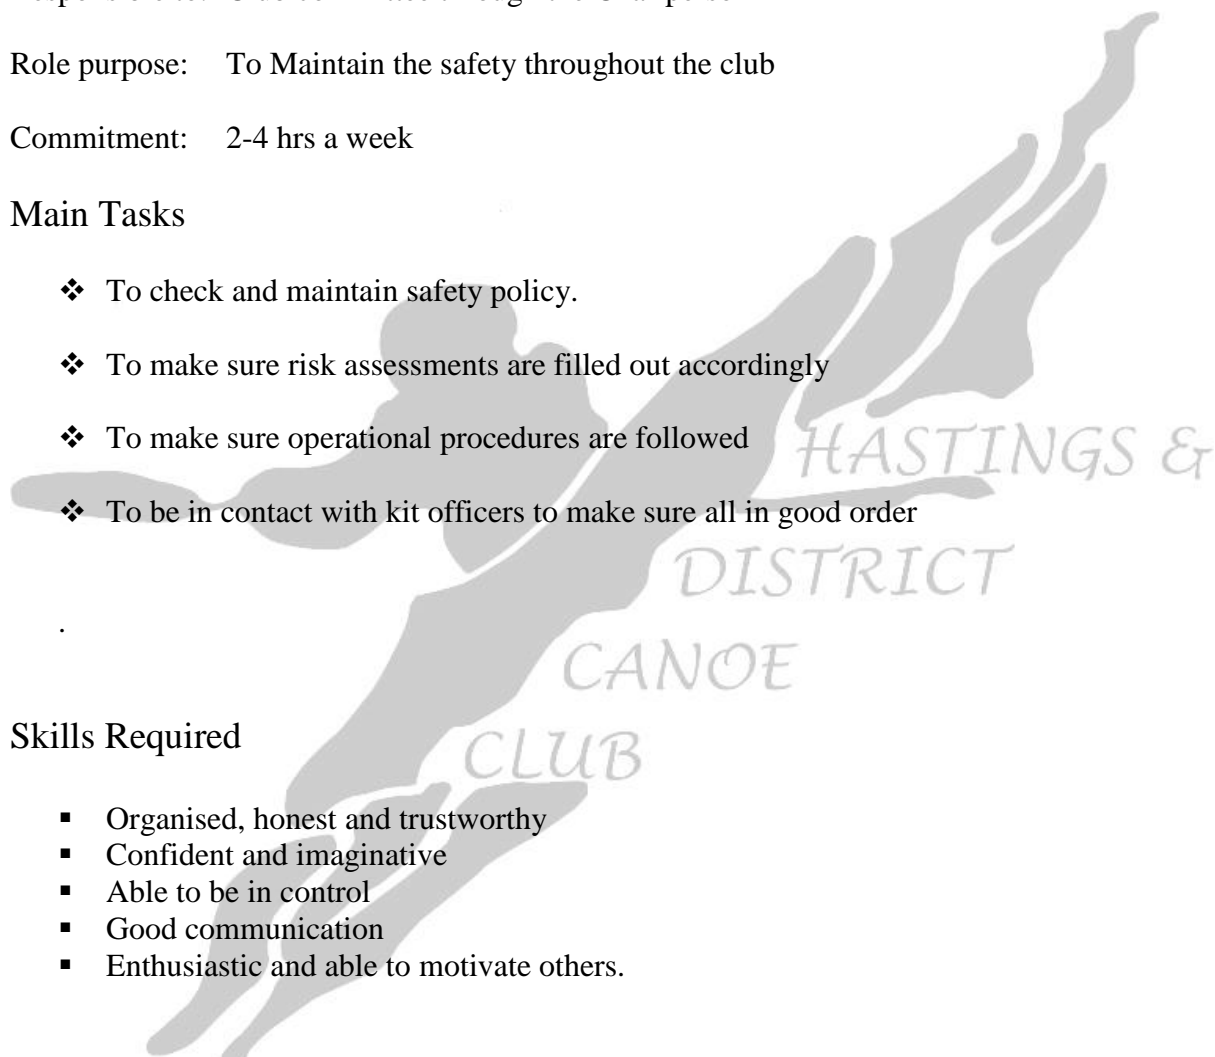 Role purpose: To Maintain the safety throughout the club
Commitment: 2-4 hrs a week
Main Tasks
❖ To check and maintain safety policy.
❖ To make sure risk assessments are filled out accordingly
❖ To make sure operational procedures are followed
HASTINGS &
❖ To be in contact with kit officers to make sure all in good order
DISTRICT
.
CANOE
Skills Required
CLUB
▪ Organised, honest and trustworthy
▪ Confident and imaginative
▪ Able to be in control
▪ Good communication
▪ Enthusiastic and able to motivate others.